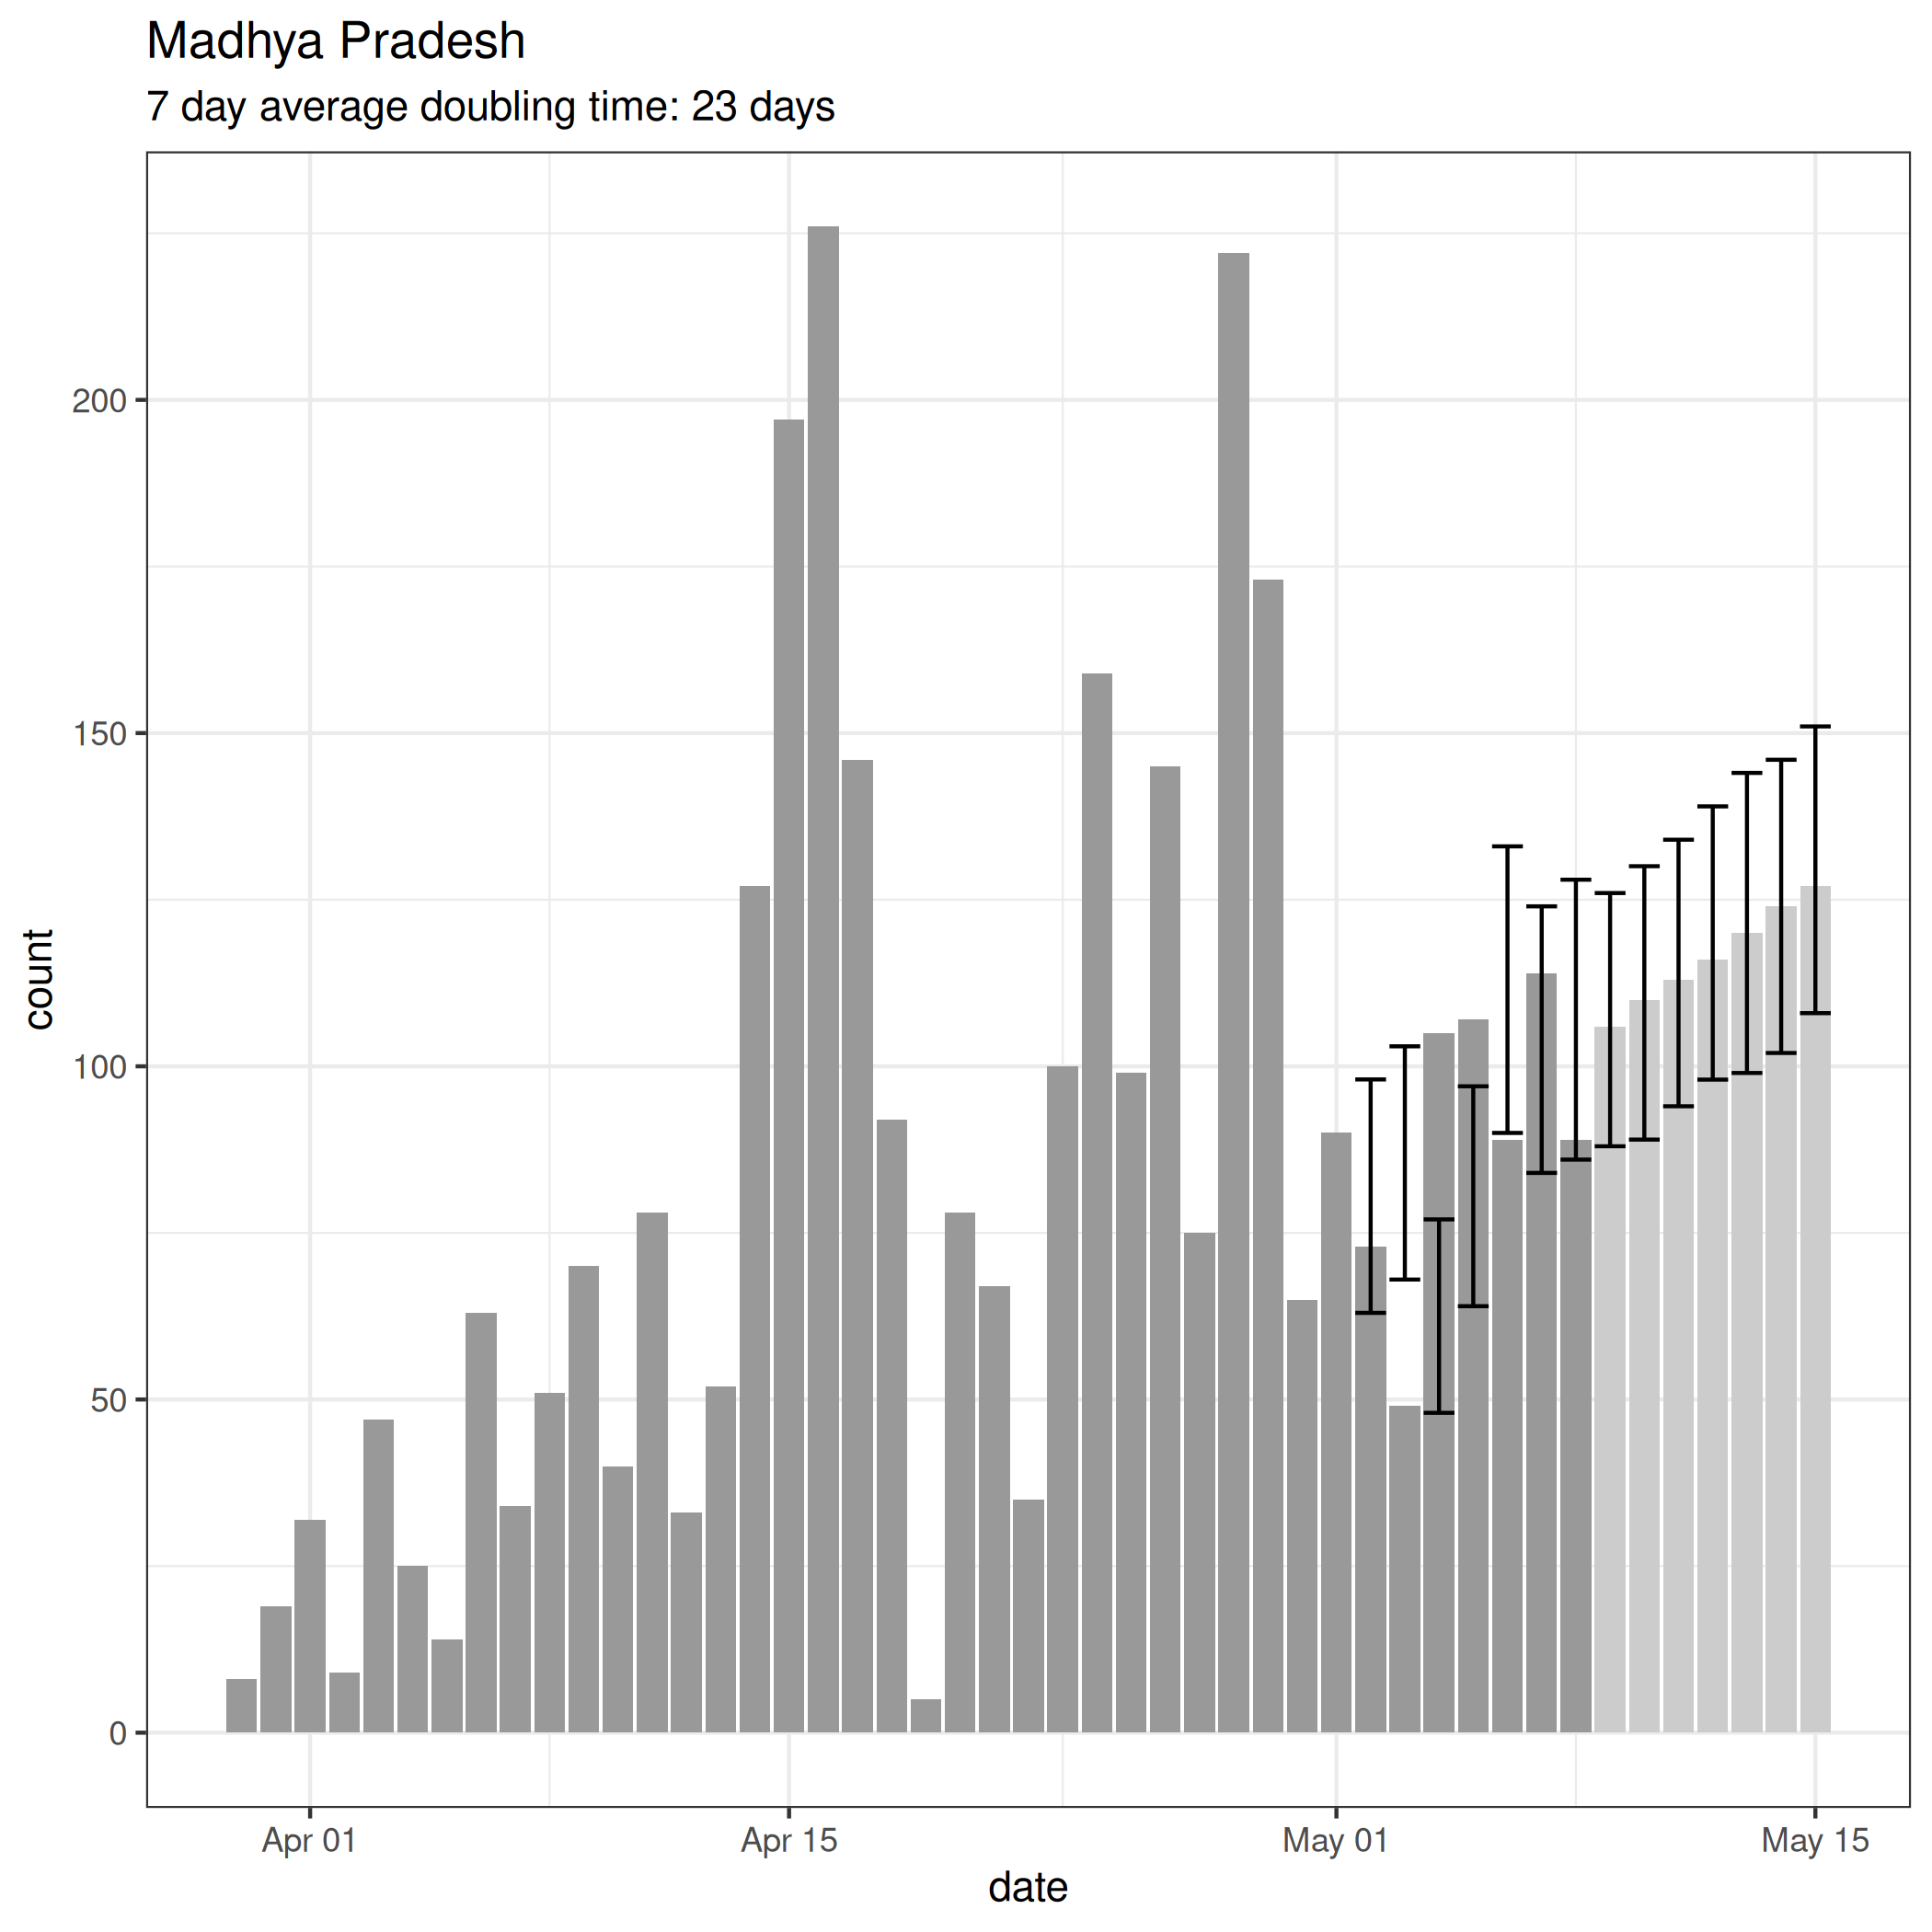 Madhya Pradesh
7 day average doubling time: 23 days
count
200
150
100
50
0
Apr 01
Apr 15
May 01
May 15
date